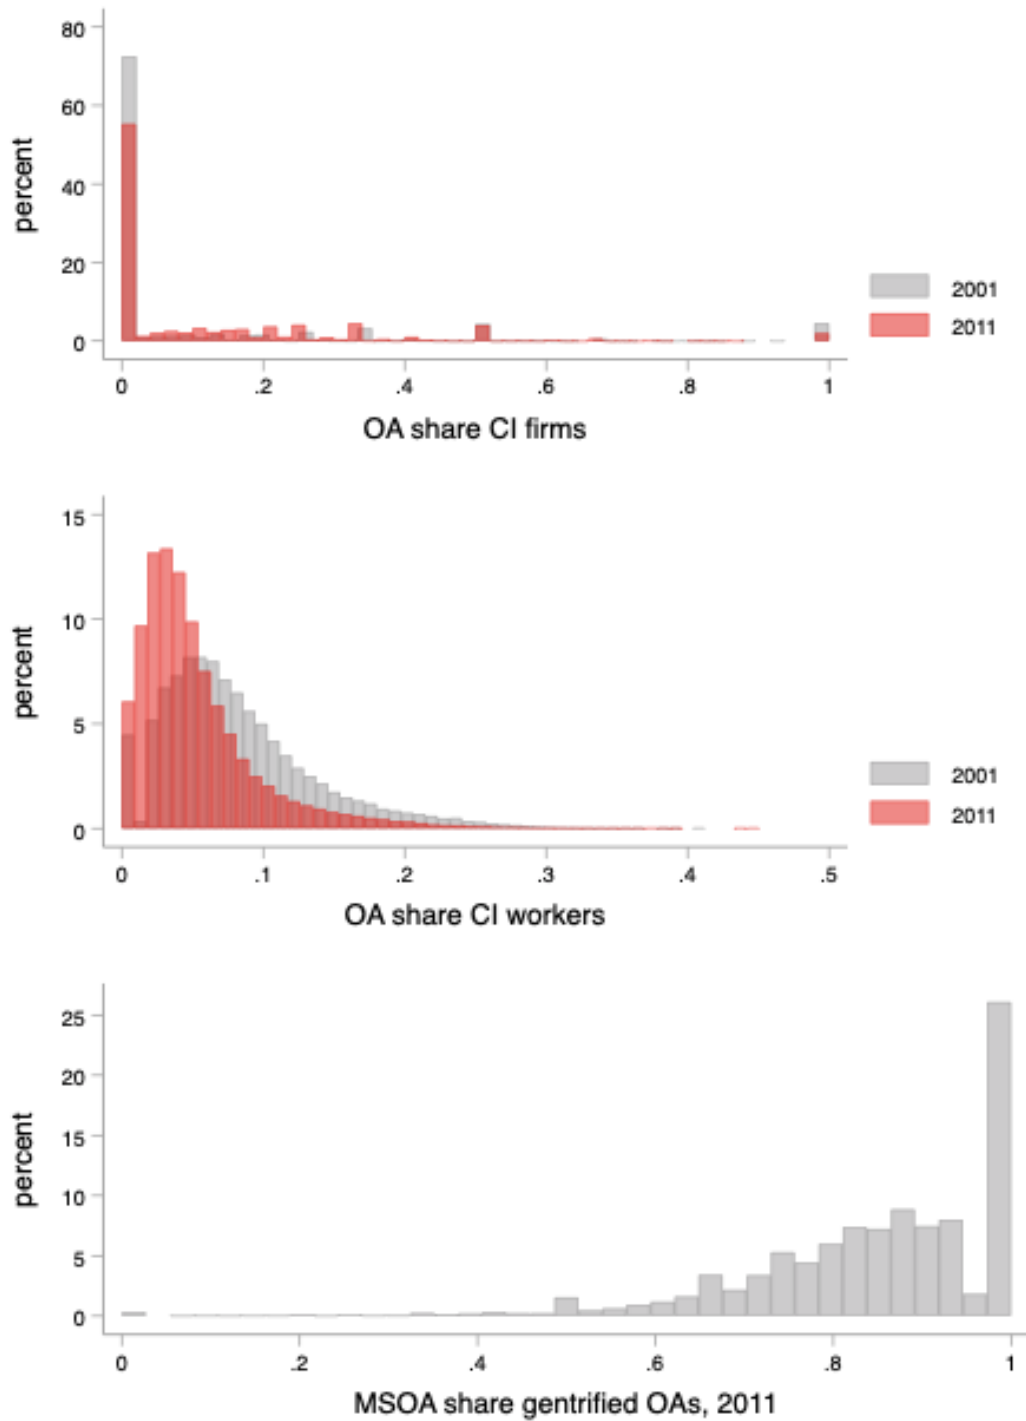 80
60
40
20
0
percent
0 .2 .4 .6 .8 1
OA share CI firms
2001
2011
15
10
5
0
percent
0 .1 .2 .3 .4 .5
OA share CI workers
2001
2011
25
20
15
10
5
0
percent
0 .2 .4 .6 .8 1
MSOA share gentrified OAs, 2011